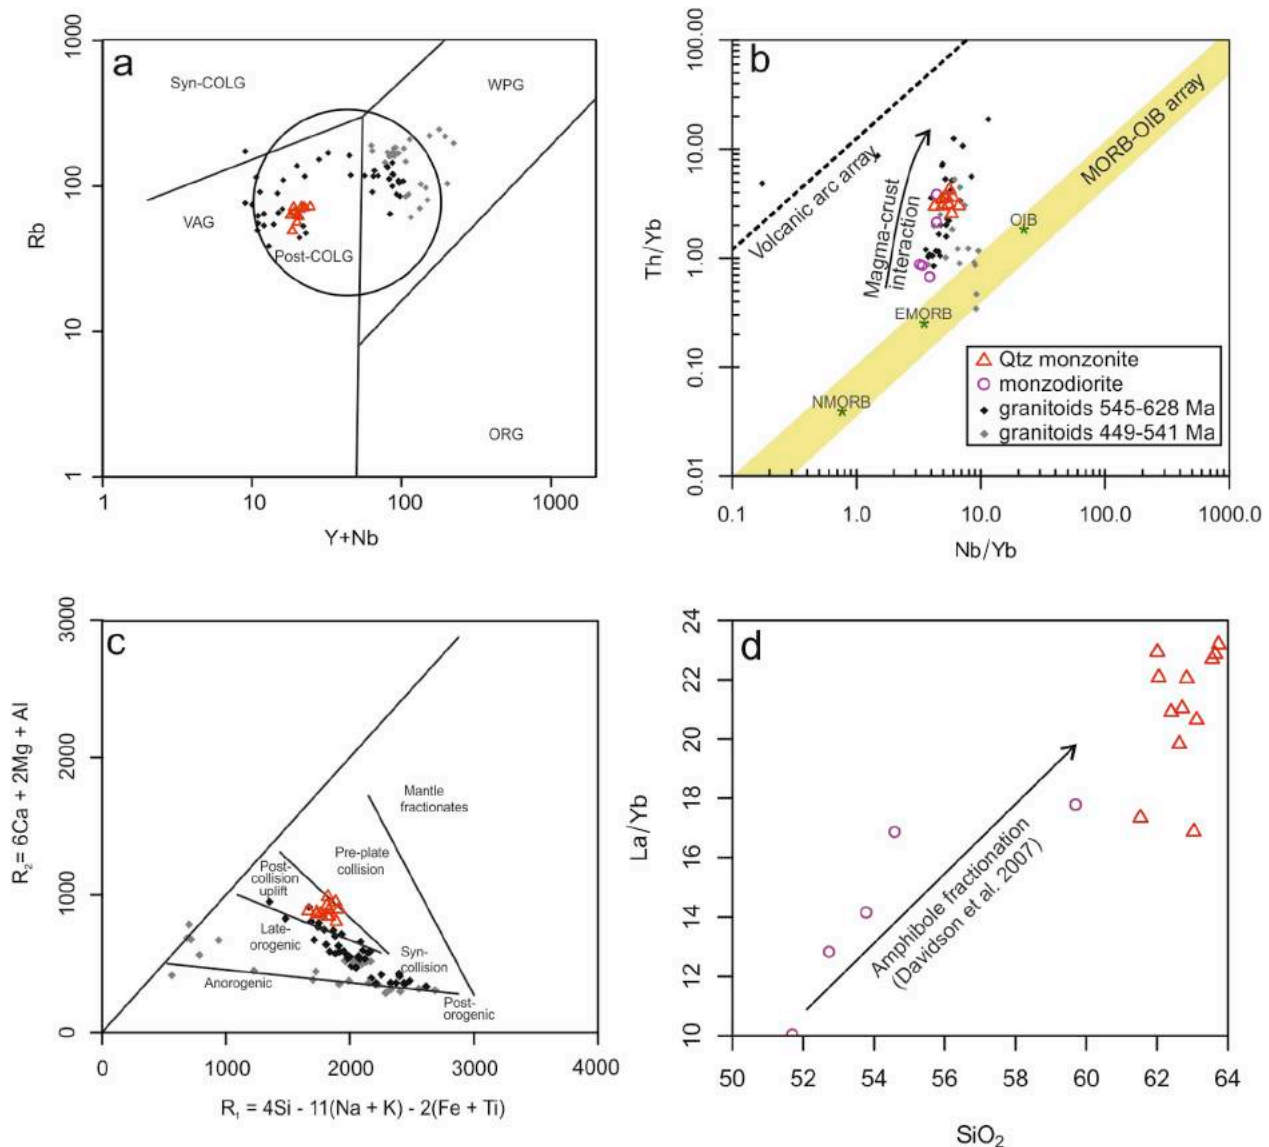 a
Rb
1000
100
10
1
Syn-COLG
WPG
VAG
Post-COLG
ORG
1
10
100
1000
Y+Nb
b
Th/Yb
100.00
10.00
1.00
0.10
0.01
Volcanic arc array
Magma-crust
interaction
MORB-OIB array
OIB
EMORB
NMORB
Qtz monzonite
monzodiorite
granitoids 545-628 Ma
granitoids 449-541 Ma
0.1
1.0
10.0
100.0
1000.0
Nb/Yb
c
R₂= 6Ca + 2Mg + Al
3000
2000
1000
0
Mantle
fractionates
Pre-plate
collision
Post-
collision
uplift
Late-
orogenic
Syn-
collision
Anorogenic
Post-
orogenic
0
1000
2000
3000
4000
R₁ = 4Si - 11(Na + K) - 2(Fe + Ti)
d
La/Yb
24
22
20
18
16
14
12
10
Amphibole fractionation
(Davidson et al. 2007)
50
52
54
56
58
60
62
64
SiO₂